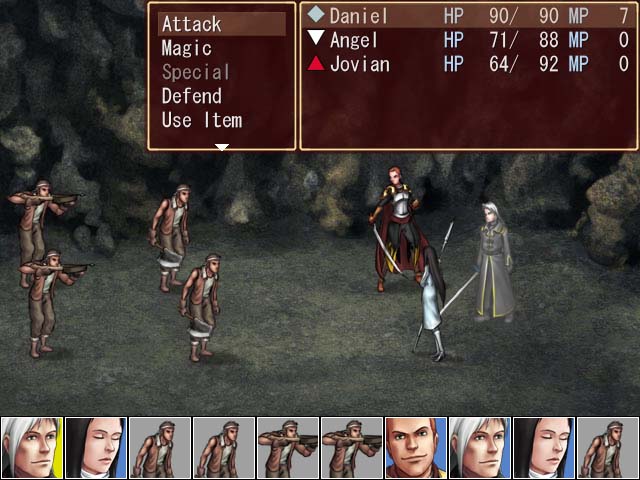 Attack
Magic
Special
Defend
Use Item
Daniel HP 90/ 90 MP 7
Angel HP 71/ 88 MP 0
Jovian HP 64/ 92 MP 0